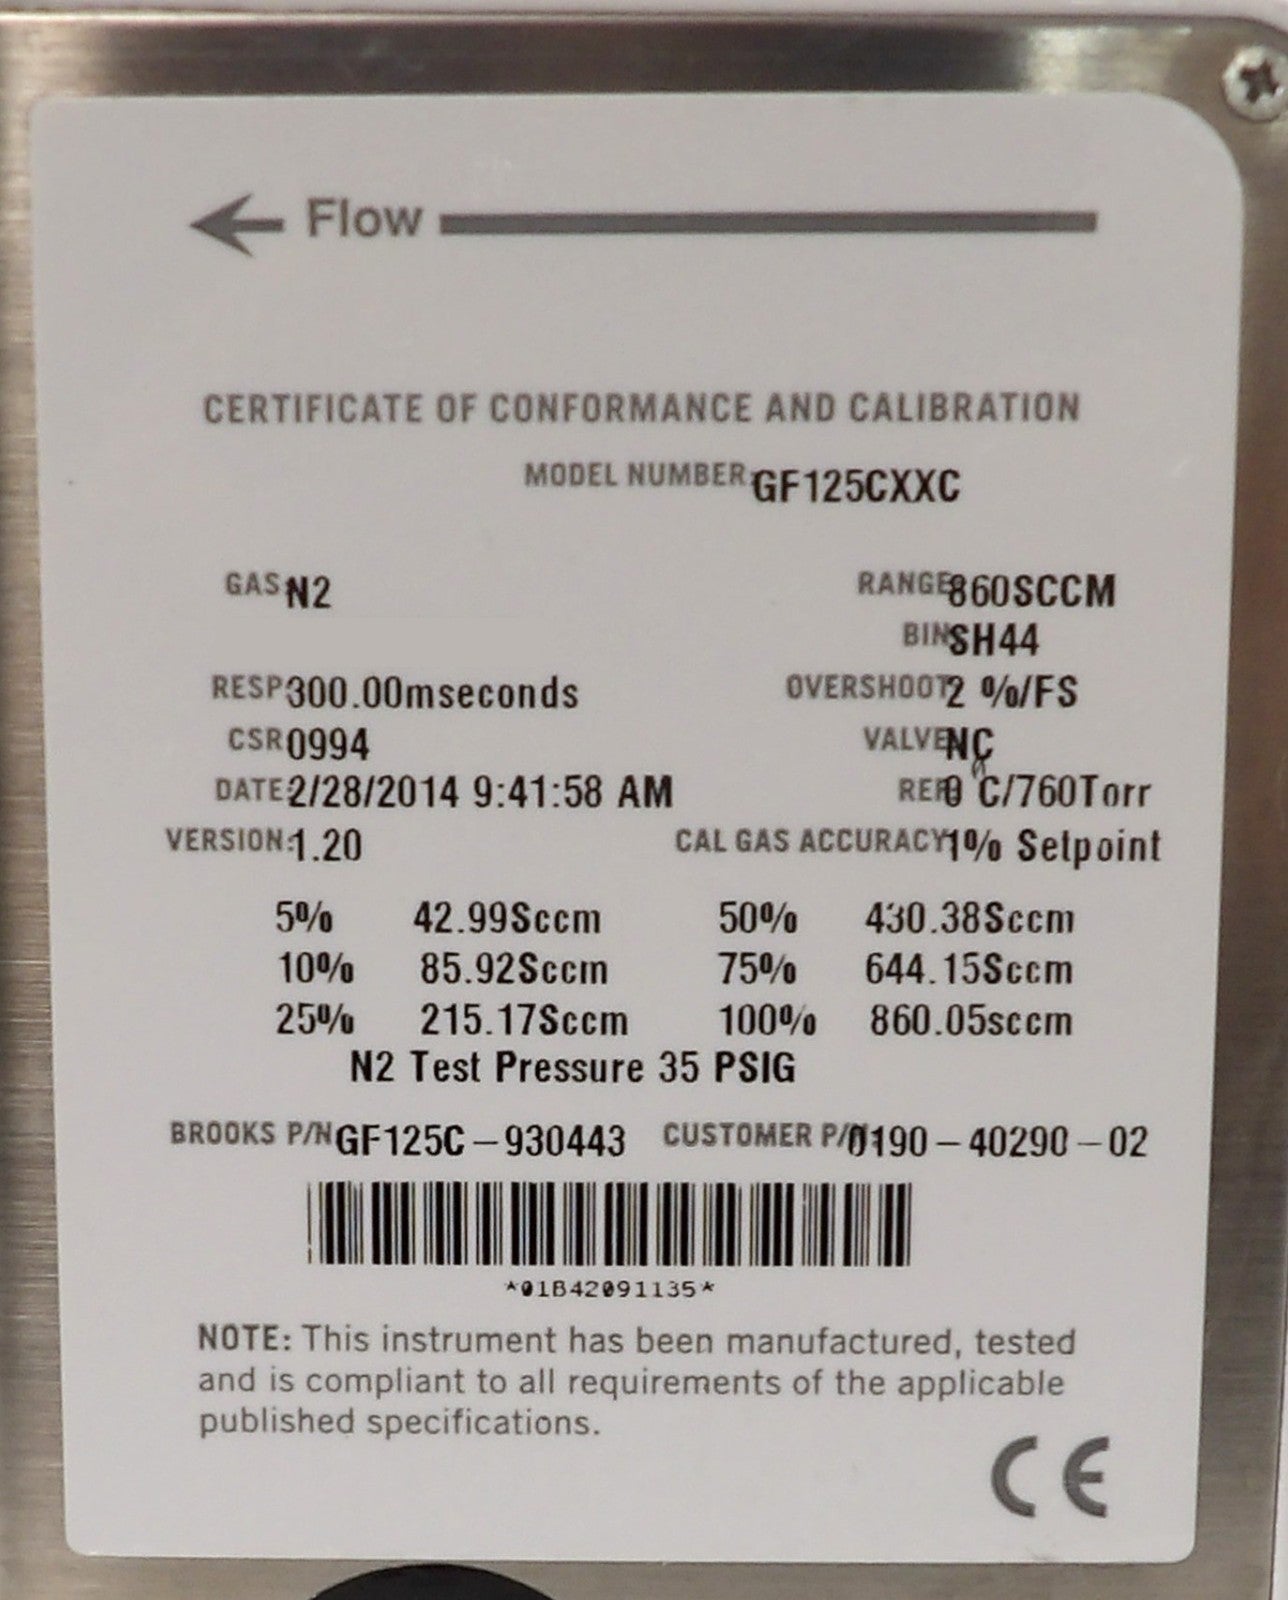 Flow
CERTIFICATE OF CONFORMANCE AND CALIBRATION
MODEL NUMBER: GF125CXXC
GAS: N2 RANGE 860SCCM
BIN SH44
RESP 300.00mseconds OVERSHOOT 2 %/FS
CSR 0994 VALVE NC
DATE: 2/28/2014 9:41:58 AM REF 0 C/760Torr
VERSION: 1.20 CAL GAS ACCURACY 1% Setpoint
5% 42.99Sccm 50% 430.38Sccm
10% 85.92Sccm 75% 644.15Sccm
25% 215.17Sccm 100% 860.05sccm
N2 Test Pressure 35 PSIG
BROOKS P/N GF125C-930443 CUSTOMER P/N 0190-40290-02
*01B42091135*
NOTE: This instrument has been manufactured, tested
and is compliant to all requirements of the applicable
published specifications.
CE